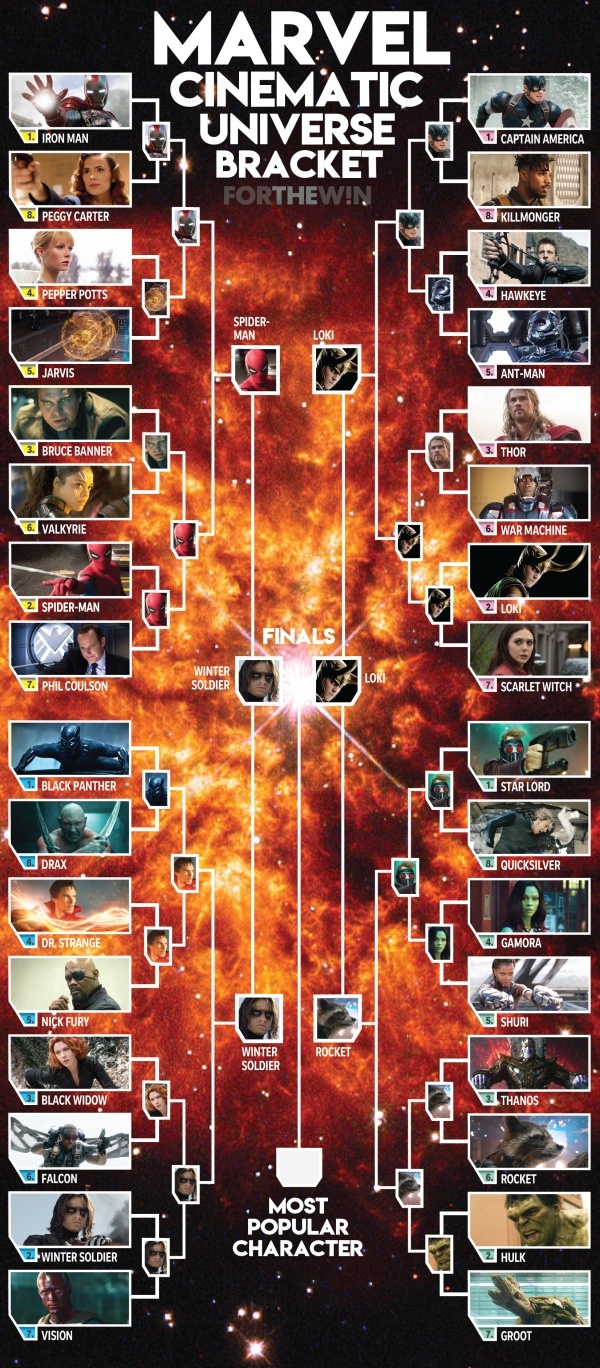 MARVEL
CINEMATIC
UNIVERSE
BRACKET
FORTHEWIN
1. IRON MAN
8. PEGGY CARTER
4. PEPPER POTTS
5. JARVIS
3. BRUCE BANNER
6. VALKYRIE
2. SPIDER-MAN
7. PHIL COULSON
1. CAPTAIN AMERICA
8. KILLMONGER
4. HAWKEYE
5. ANT-MAN
3. THOR
6. WAR MACHINE
2. LOKI
7. SCARLET WITCH
SPIDER-
MAN
LOKI
FINALS
WINTER
SOLDIER
LOKI
1. BLACK PANTHER
8. DRAX
4. DR. STRANGE
5. NICK FURY
3. BLACK WIDOW
6. FALCON
2. WINTER SOLDIER
7. VISION
1. STAR LORD
8. QUICKSILVER
4. GAMORA
5. SHURI
3. THANOS
6. ROCKET
2. HULK
7. GROOT
WINTER
SOLDIER
ROCKET
MOST
POPULAR
CHARACTER